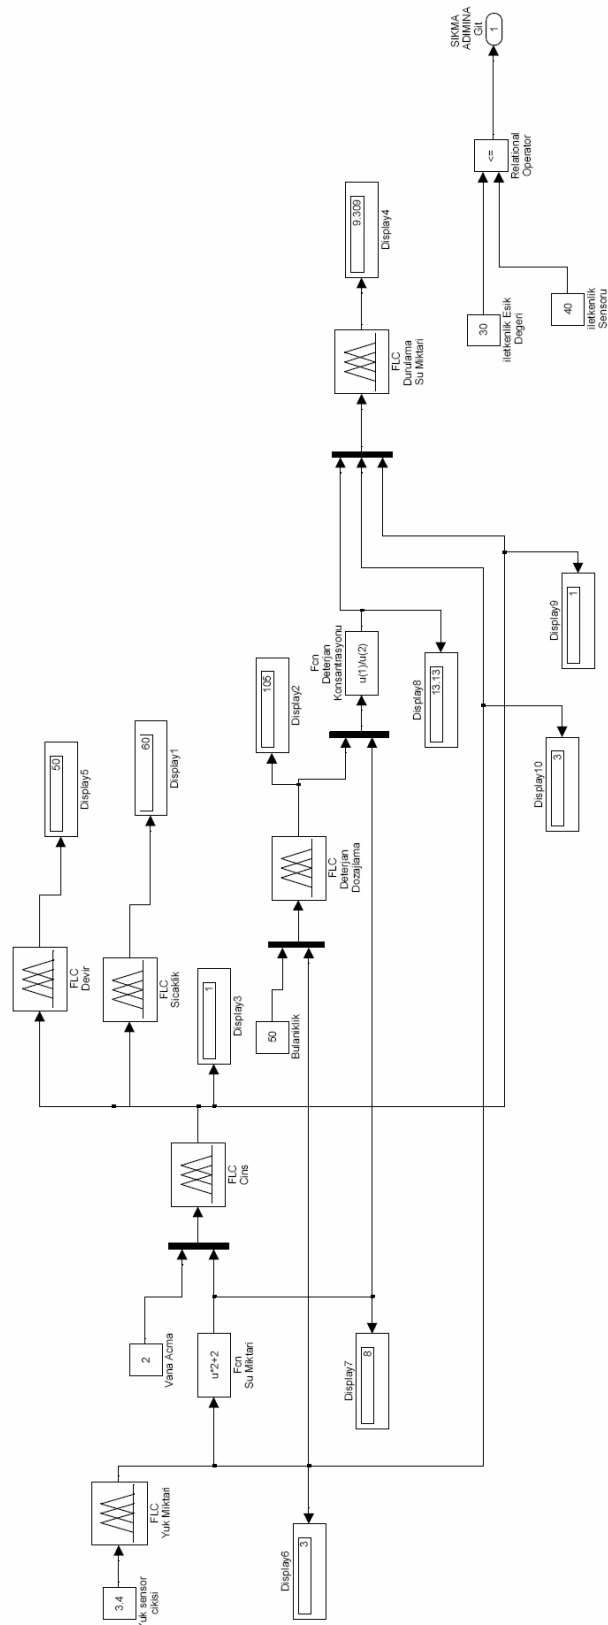 3.4
Yuk sensor
cikisi
FLC
Yuk Miktari
Display6
3
u*2+2
Fcn
Su Miktari
2
Vana Acma
Display7
8
FLC
Cins
Display3
1
FLC
Devir
50
Display5
FLC
Sicaklik
60
Display1
50
Bulaniklik
FLC
Deterjan
Dozajlama
105
Display2
Fcn
Deterjan
Konsantrasyonu
u(1)/u(2)
Display8
13.13
Display10
3
Display9
1
FLC
Durulama
Su Miktari
9.309
Display4
30
iletkenlik Esik
Degeri
40
iletkenlik
Sensoru
<=
Relational
Operator
SIKMA
ADIMINA
Git
1